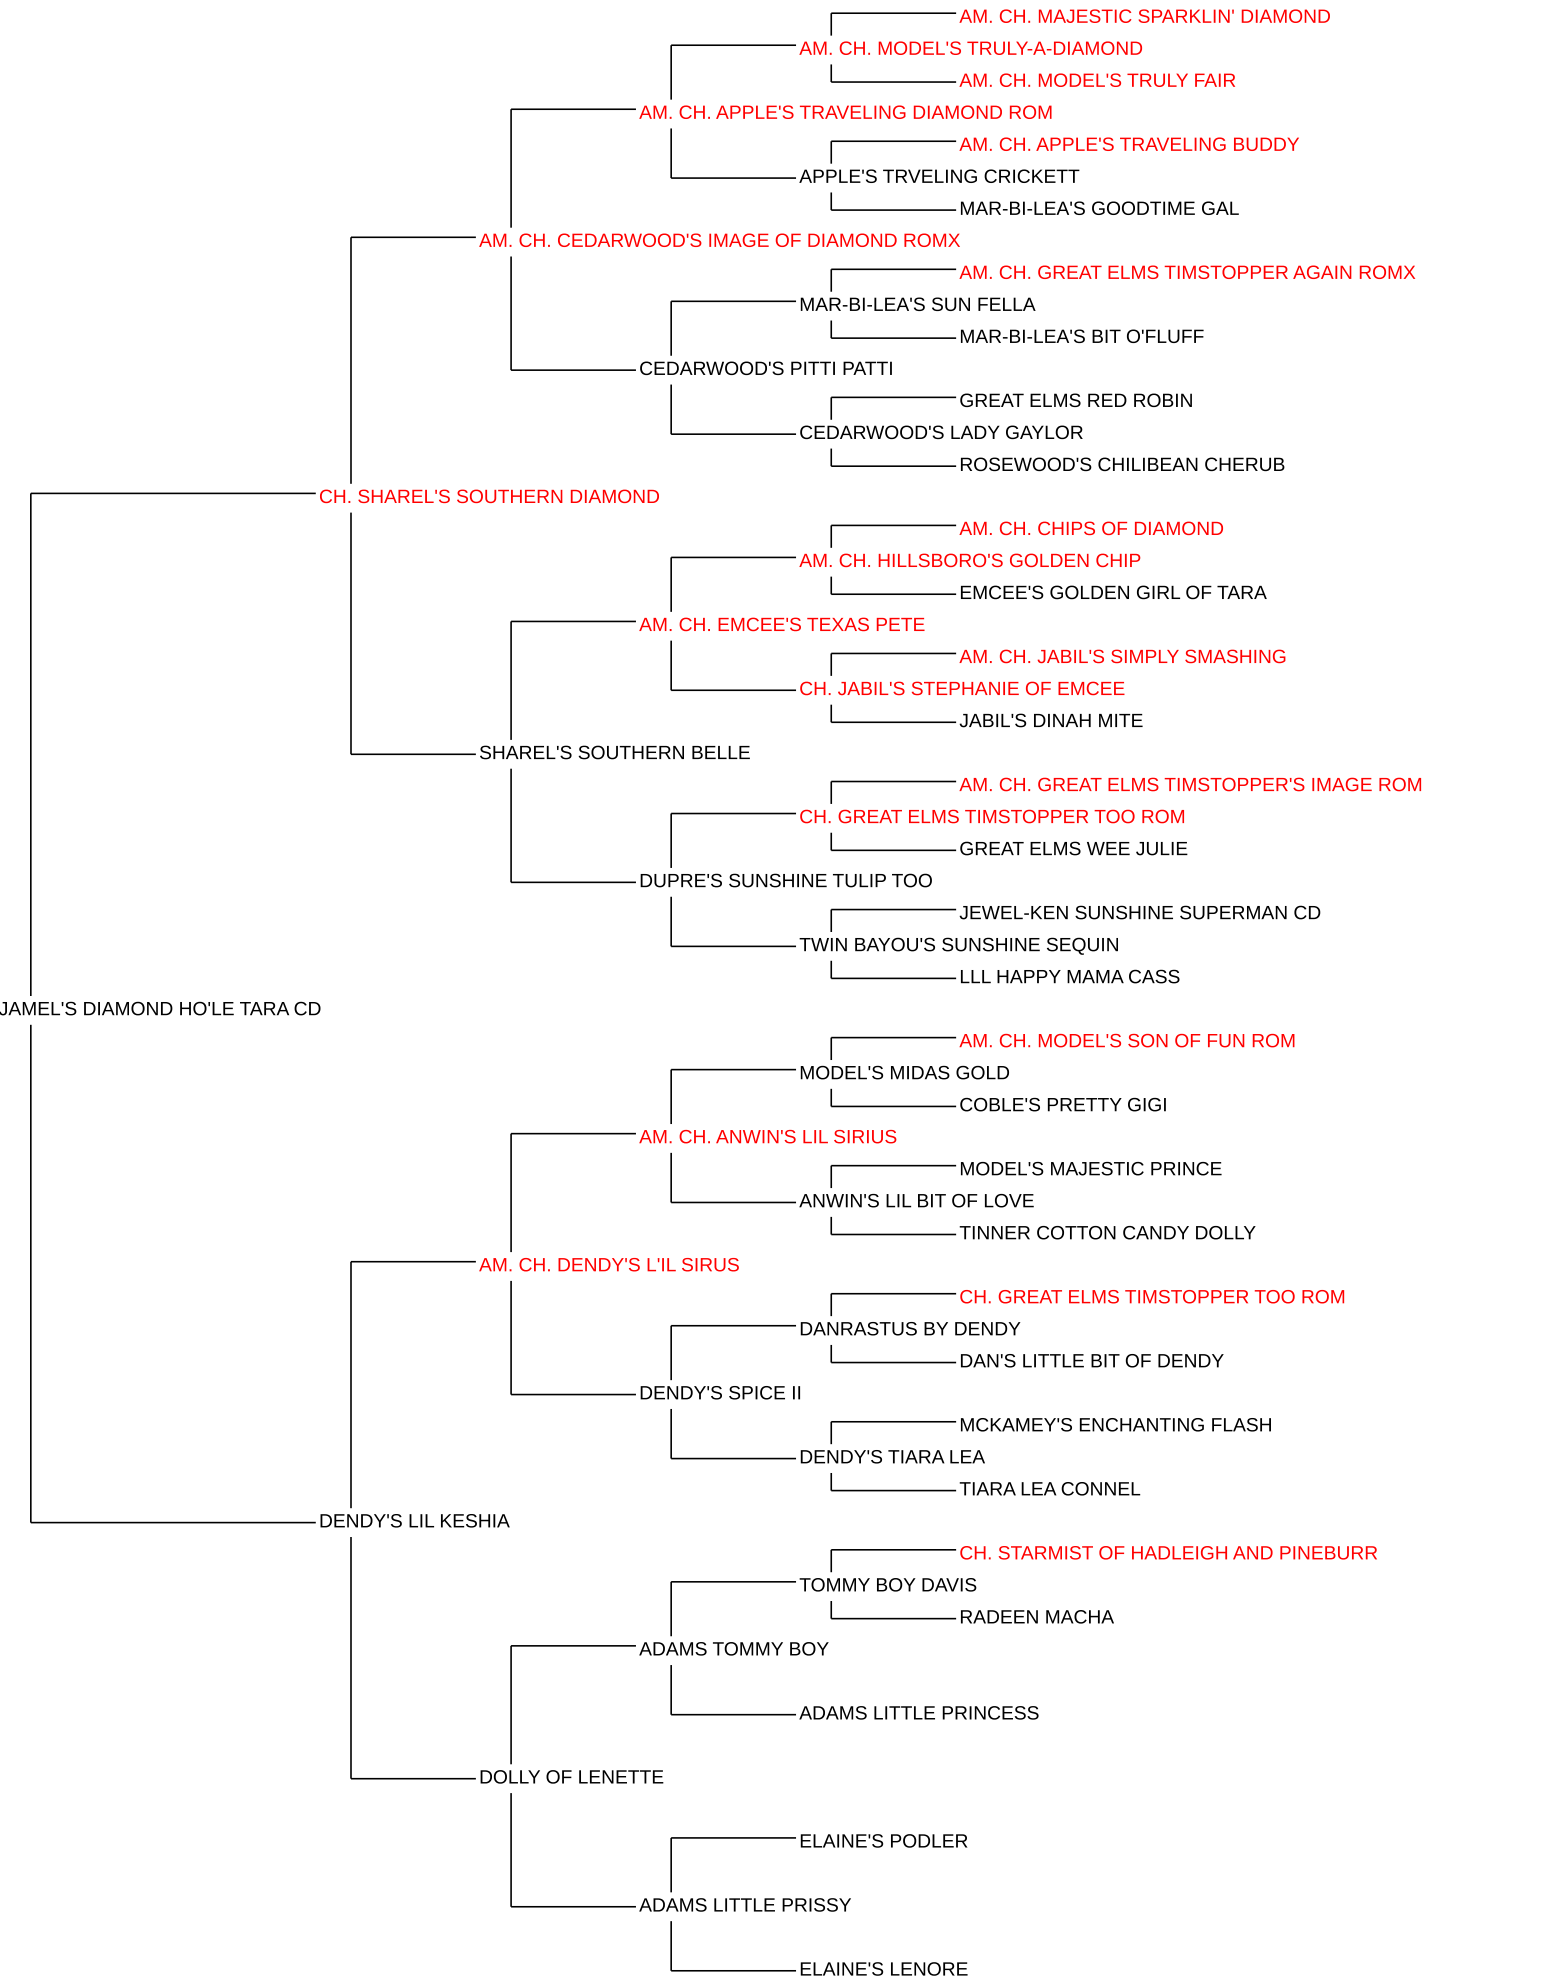 AM. CH. MAJESTIC SPARKLIN' DIAMOND
AM. CH. MODEL'S TRULY-A-DIAMOND
AM. CH. MODEL'S TRULY FAIR
AM. CH. APPLE'S TRAVELING DIAMOND ROM
AM. CH. APPLE'S TRAVELING BUDDY
APPLE'S TRVELING CRICKETT
MAR-BI-LEA'S GOODTIME GAL
AM. CH. CEDARWOOD'S IMAGE OF DIAMOND ROMX
AM. CH. GREAT ELMS TIMSTOPPER AGAIN ROMX
MAR-BI-LEA'S SUN FELLA
MAR-BI-LEA'S BIT O'FLUFF
CEDARWOOD'S PITTI PATTI
GREAT ELMS RED ROBIN
CEDARWOOD'S LADY GAYLOR
ROSEWOOD'S CHILIBEAN CHERUB
CH. SHAREL'S SOUTHERN DIAMOND
AM. CH. CHIPS OF DIAMOND
AM. CH. HILLSBORO'S GOLDEN CHIP
EMCEE'S GOLDEN GIRL OF TARA
AM. CH. EMCEE'S TEXAS PETE
AM. CH. JABIL'S SIMPLY SMASHING
CH. JABIL'S STEPHANIE OF EMCEE
JABIL'S DINAH MITE
SHAREL'S SOUTHERN BELLE
AM. CH. GREAT ELMS TIMSTOPPER'S IMAGE ROM
CH. GREAT ELMS TIMSTOPPER TOO ROM
GREAT ELMS WEE JULIE
DUPRE'S SUNSHINE TULIP TOO
JEWEL-KEN SUNSHINE SUPERMAN CD
TWIN BAYOU'S SUNSHINE SEQUIN
LLL HAPPY MAMA CASS
JAMEL'S DIAMOND HO'LE TARA CD
AM. CH. MODEL'S SON OF FUN ROM
MODEL'S MIDAS GOLD
COBLE'S PRETTY GIGI
AM. CH. ANWIN'S LIL SIRIUS
MODEL'S MAJESTIC PRINCE
ANWIN'S LIL BIT OF LOVE
TINNER COTTON CANDY DOLLY
AM. CH. DENDY'S L'IL SIRUS
CH. GREAT ELMS TIMSTOPPER TOO ROM
DANRASTUS BY DENDY
DAN'S LITTLE BIT OF DENDY
DENDY'S SPICE II
MCKAMEY'S ENCHANTING FLASH
DENDY'S TIARA LEA
TIARA LEA CONNEL
DENDY'S LIL KESHIA
CH. STARMIST OF HADLEIGH AND PINEBURR
TOMMY BOY DAVIS
RADEEN MACHA
ADAMS TOMMY BOY
ADAMS LITTLE PRINCESS
DOLLY OF LENETTE
ELAINE'S PODLER
ADAMS LITTLE PRISSY
ELAINE'S LENORE